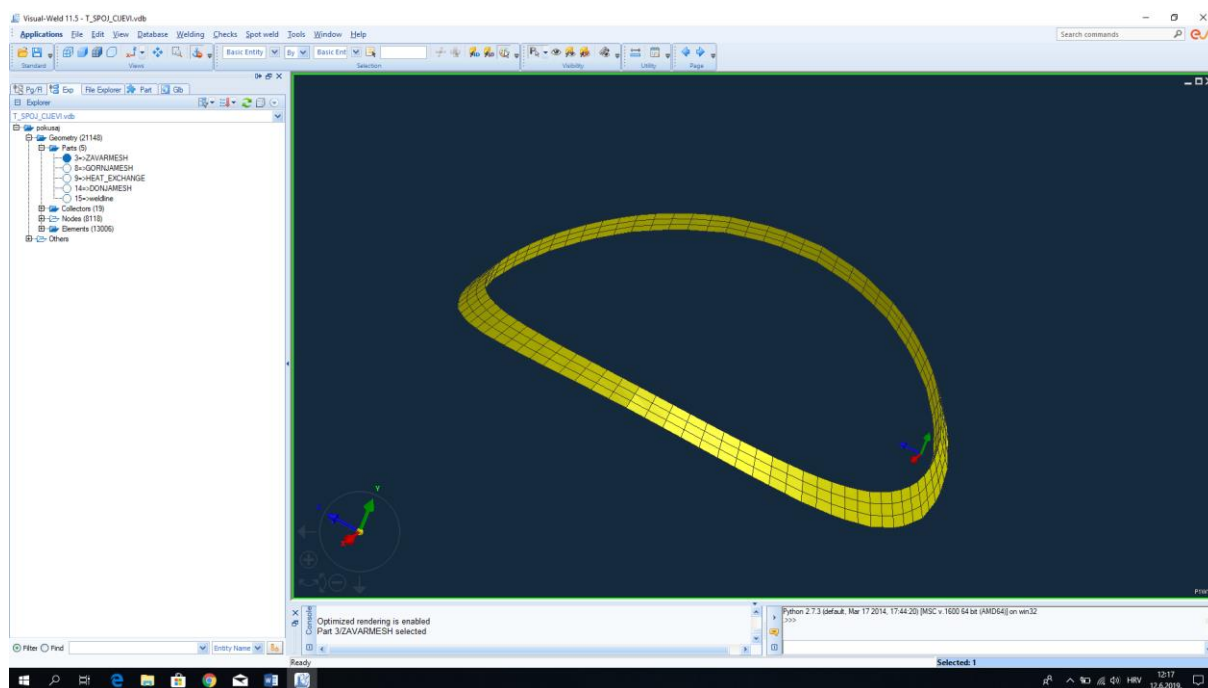 Visual-Weld 11.5 - T_SPOJ_CIJEVI.vdb
Applications File Edit View Database Welding Checks Spot weld Tools Window Help
Search commands
Basic Entity By Basic Ent
Standard Views Selection Visibility Utility Page
Pg/R Exp File Explorer Part Glb
Explorer
T_SPOJ_CIJEVI.vdb
pokusaj
Geometry (21148)
Parts (5)
3=>ZAVARMESH
8=>GORNJAMESH
9=>HEAT_EXCHANGE
14=>DONJAMESH
15=>weldline
Collectors (19)
Nodes (8118)
Elements (13006)
Others
Y
Console
Optimized rendering is enabled
Part 3/ZAVARMESH selected
Python 2.7.3 (default, Mar 17 2014, 17:44:20) [MSC v.1600 64 bit (AMD64)] on win32
>>>
Filter Find Entity Name
Ready
Selected: 1
HRV
12:17
12.6.2019.